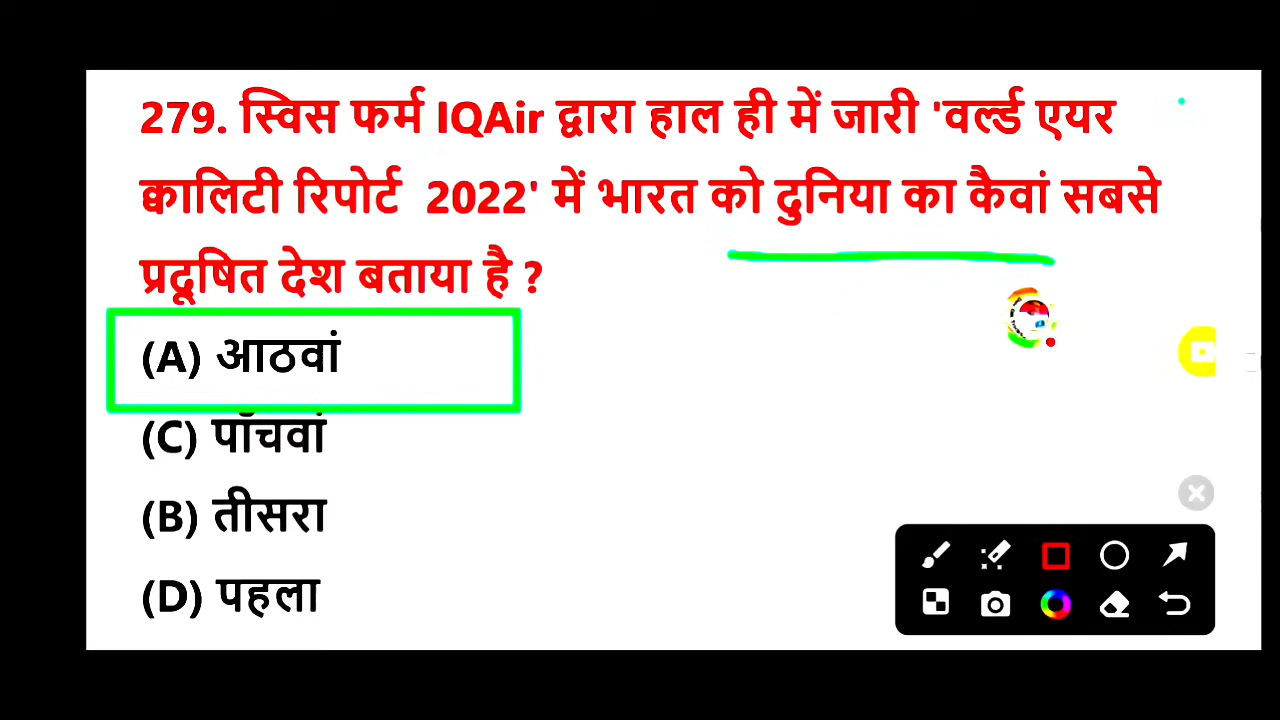 279. स्विस फर्म IQAir द्वारा हाल ही में जारी 'वर्ल्ड एयर
क्वालिटी रिपोर्ट 2022' में भारत को दुनिया का कैवां सबसे
प्रदूषित देश बताया है ?
(A) आठवां
(C) पाँचवां
(B) तीसरा
(D) पहला